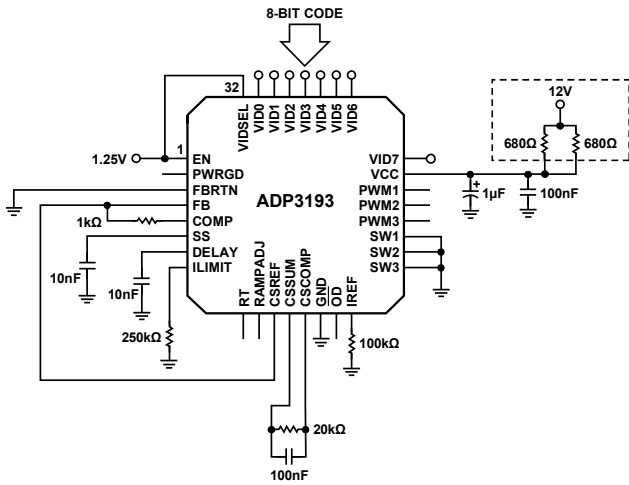 8-BIT CODE
32
VIDSEL
VID0
VID1
VID2
VID3
VID4
VID5
VID6
12V
680Ω
680Ω
1
1.25V
EN
PWRGD
FBRTN
FB
COMP
SS
DELAY
ILIMIT
1kΩ
10nF
10nF
250kΩ
ADP3193
VID7
VCC
PWM1
PWM2
PWM3
SW1
SW2
SW3
+
1µF
100nF
RT
RAMPADJ
CSREF
CSSUM
CSCOMP
GND
OD
IREF
100kΩ
20kΩ
100nF